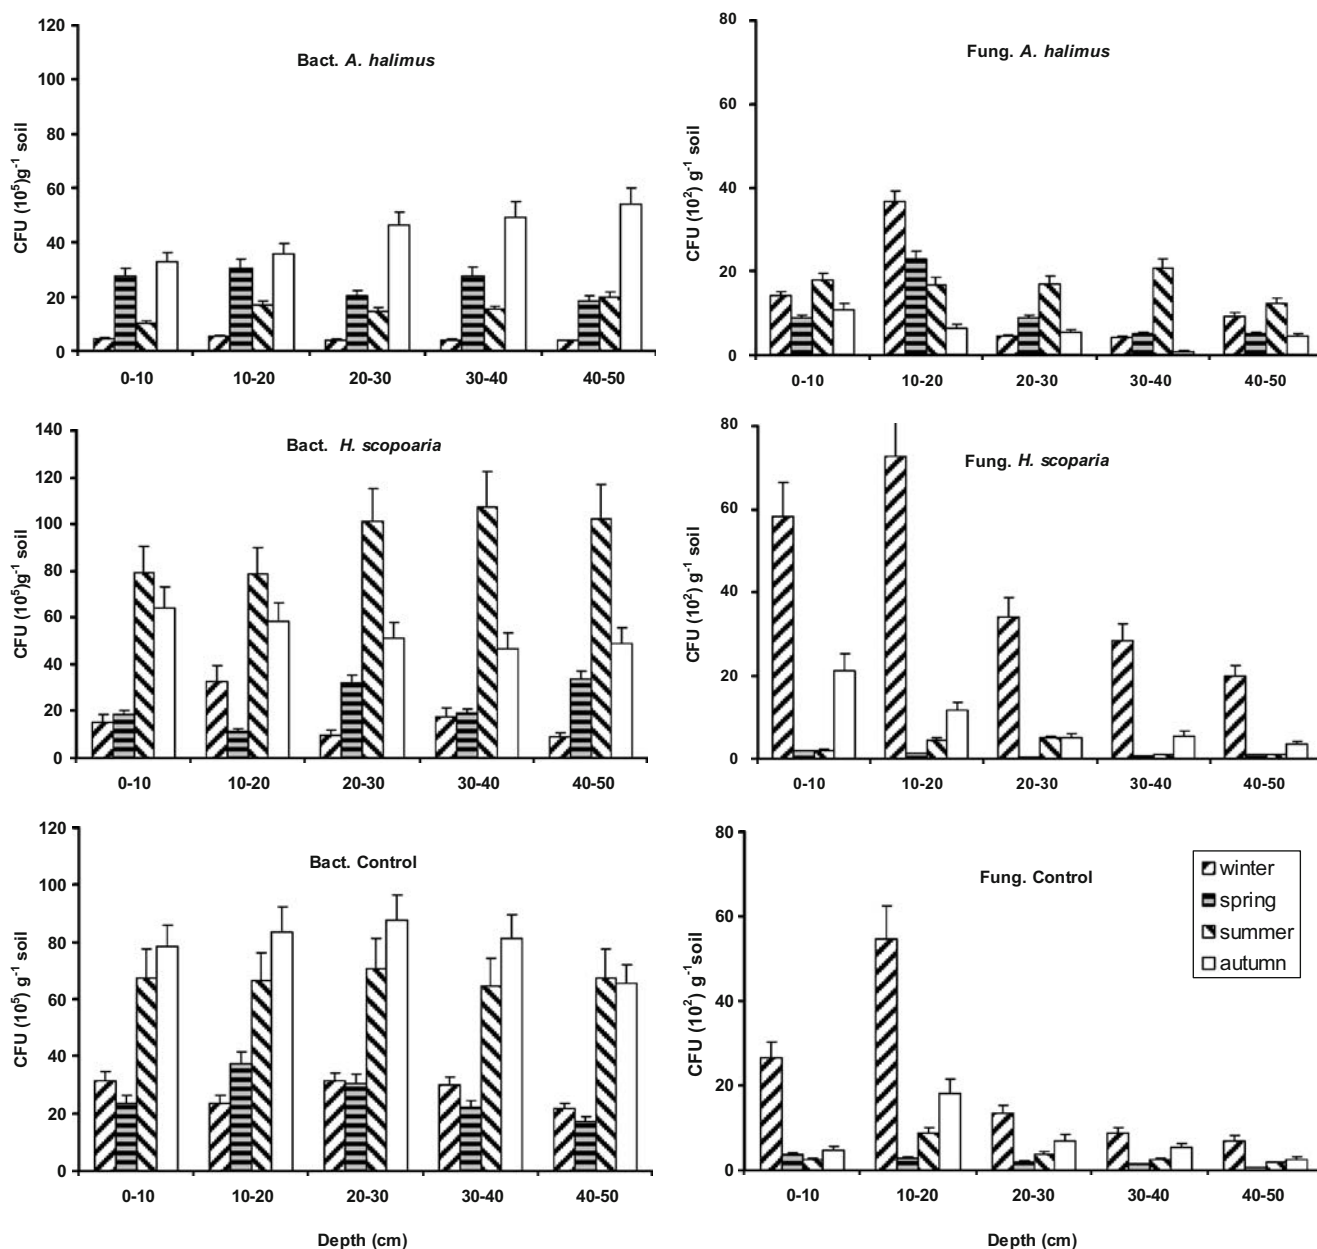 Bact. A. halimus
CFU (10⁵)g⁻¹ soil
120
100
80
60
40
20
0
0-10 10-20 20-30 30-40 40-50
Fung. A. halimus
CFU (10²) g⁻¹ soil
80
60
40
20
0
0-10 10-20 20-30 30-40 40-50
Bact. H. scopoaria
CFU (10⁵)g⁻¹ soil
140
120
100
80
60
40
20
0
0-10 10-20 20-30 30-40 40-50
Fung. H. scoparia
CFU (10²) g⁻¹ soil
80
60
40
20
0
0-10 10-20 20-30 30-40 40-50
Bact. Control
CFU (10⁵) g⁻¹ soil
120
100
80
60
40
20
0
0-10 10-20 20-30 30-40 40-50
Depth (cm)
Fung. Control
CFU (10²) g⁻¹soil
80
60
40
20
0
0-10 10-20 20-30 30-40 40-50
Depth (cm)
winter
spring
summer
autumn